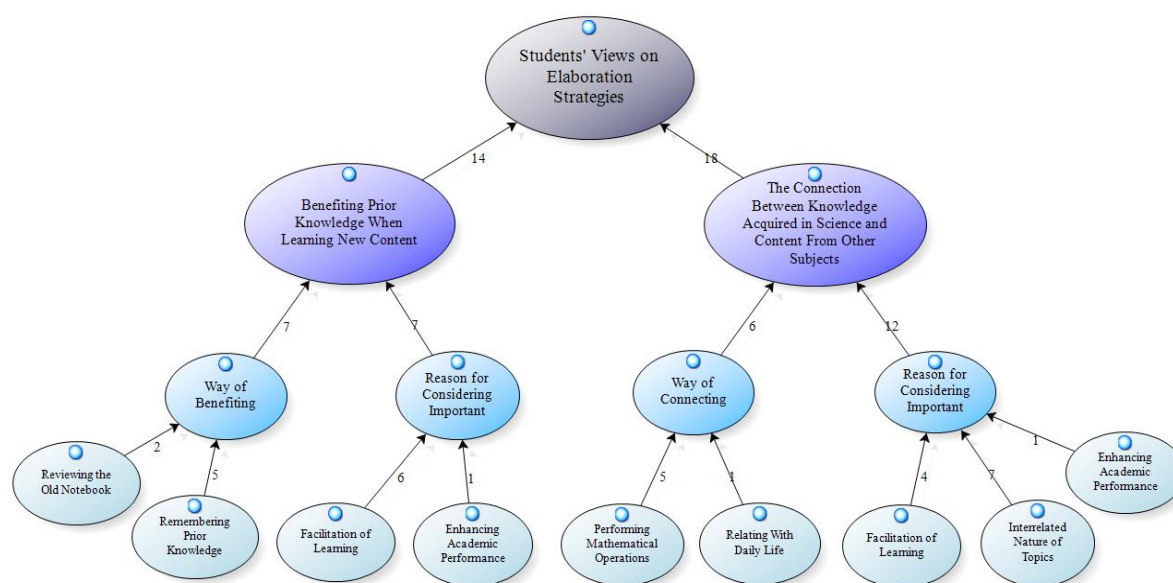 Students' Views on
Elaboration
Strategies
14
18
Benefiting Prior
Knowledge When
Learning New Content
The Connection
Between Knowledge
Acquired in Science and
Content From Other
Subjects
7
7
6
12
Way of
Benefiting
Reason for
Considering
Important
Way of
Connecting
Reason for
Considering
Important
2
5
6
1
5
1
4
7
1
Reviewing the
Old Notebook
Remembering
Prior
Knowledge
Facilitation of
Learning
Enhancing
Academic
Performance
Performing
Mathematical
Operations
Relating With
Daily Life
Facilitation of
Learning
Interrelated
Nature of
Topics
Enhancing
Academic
Performance